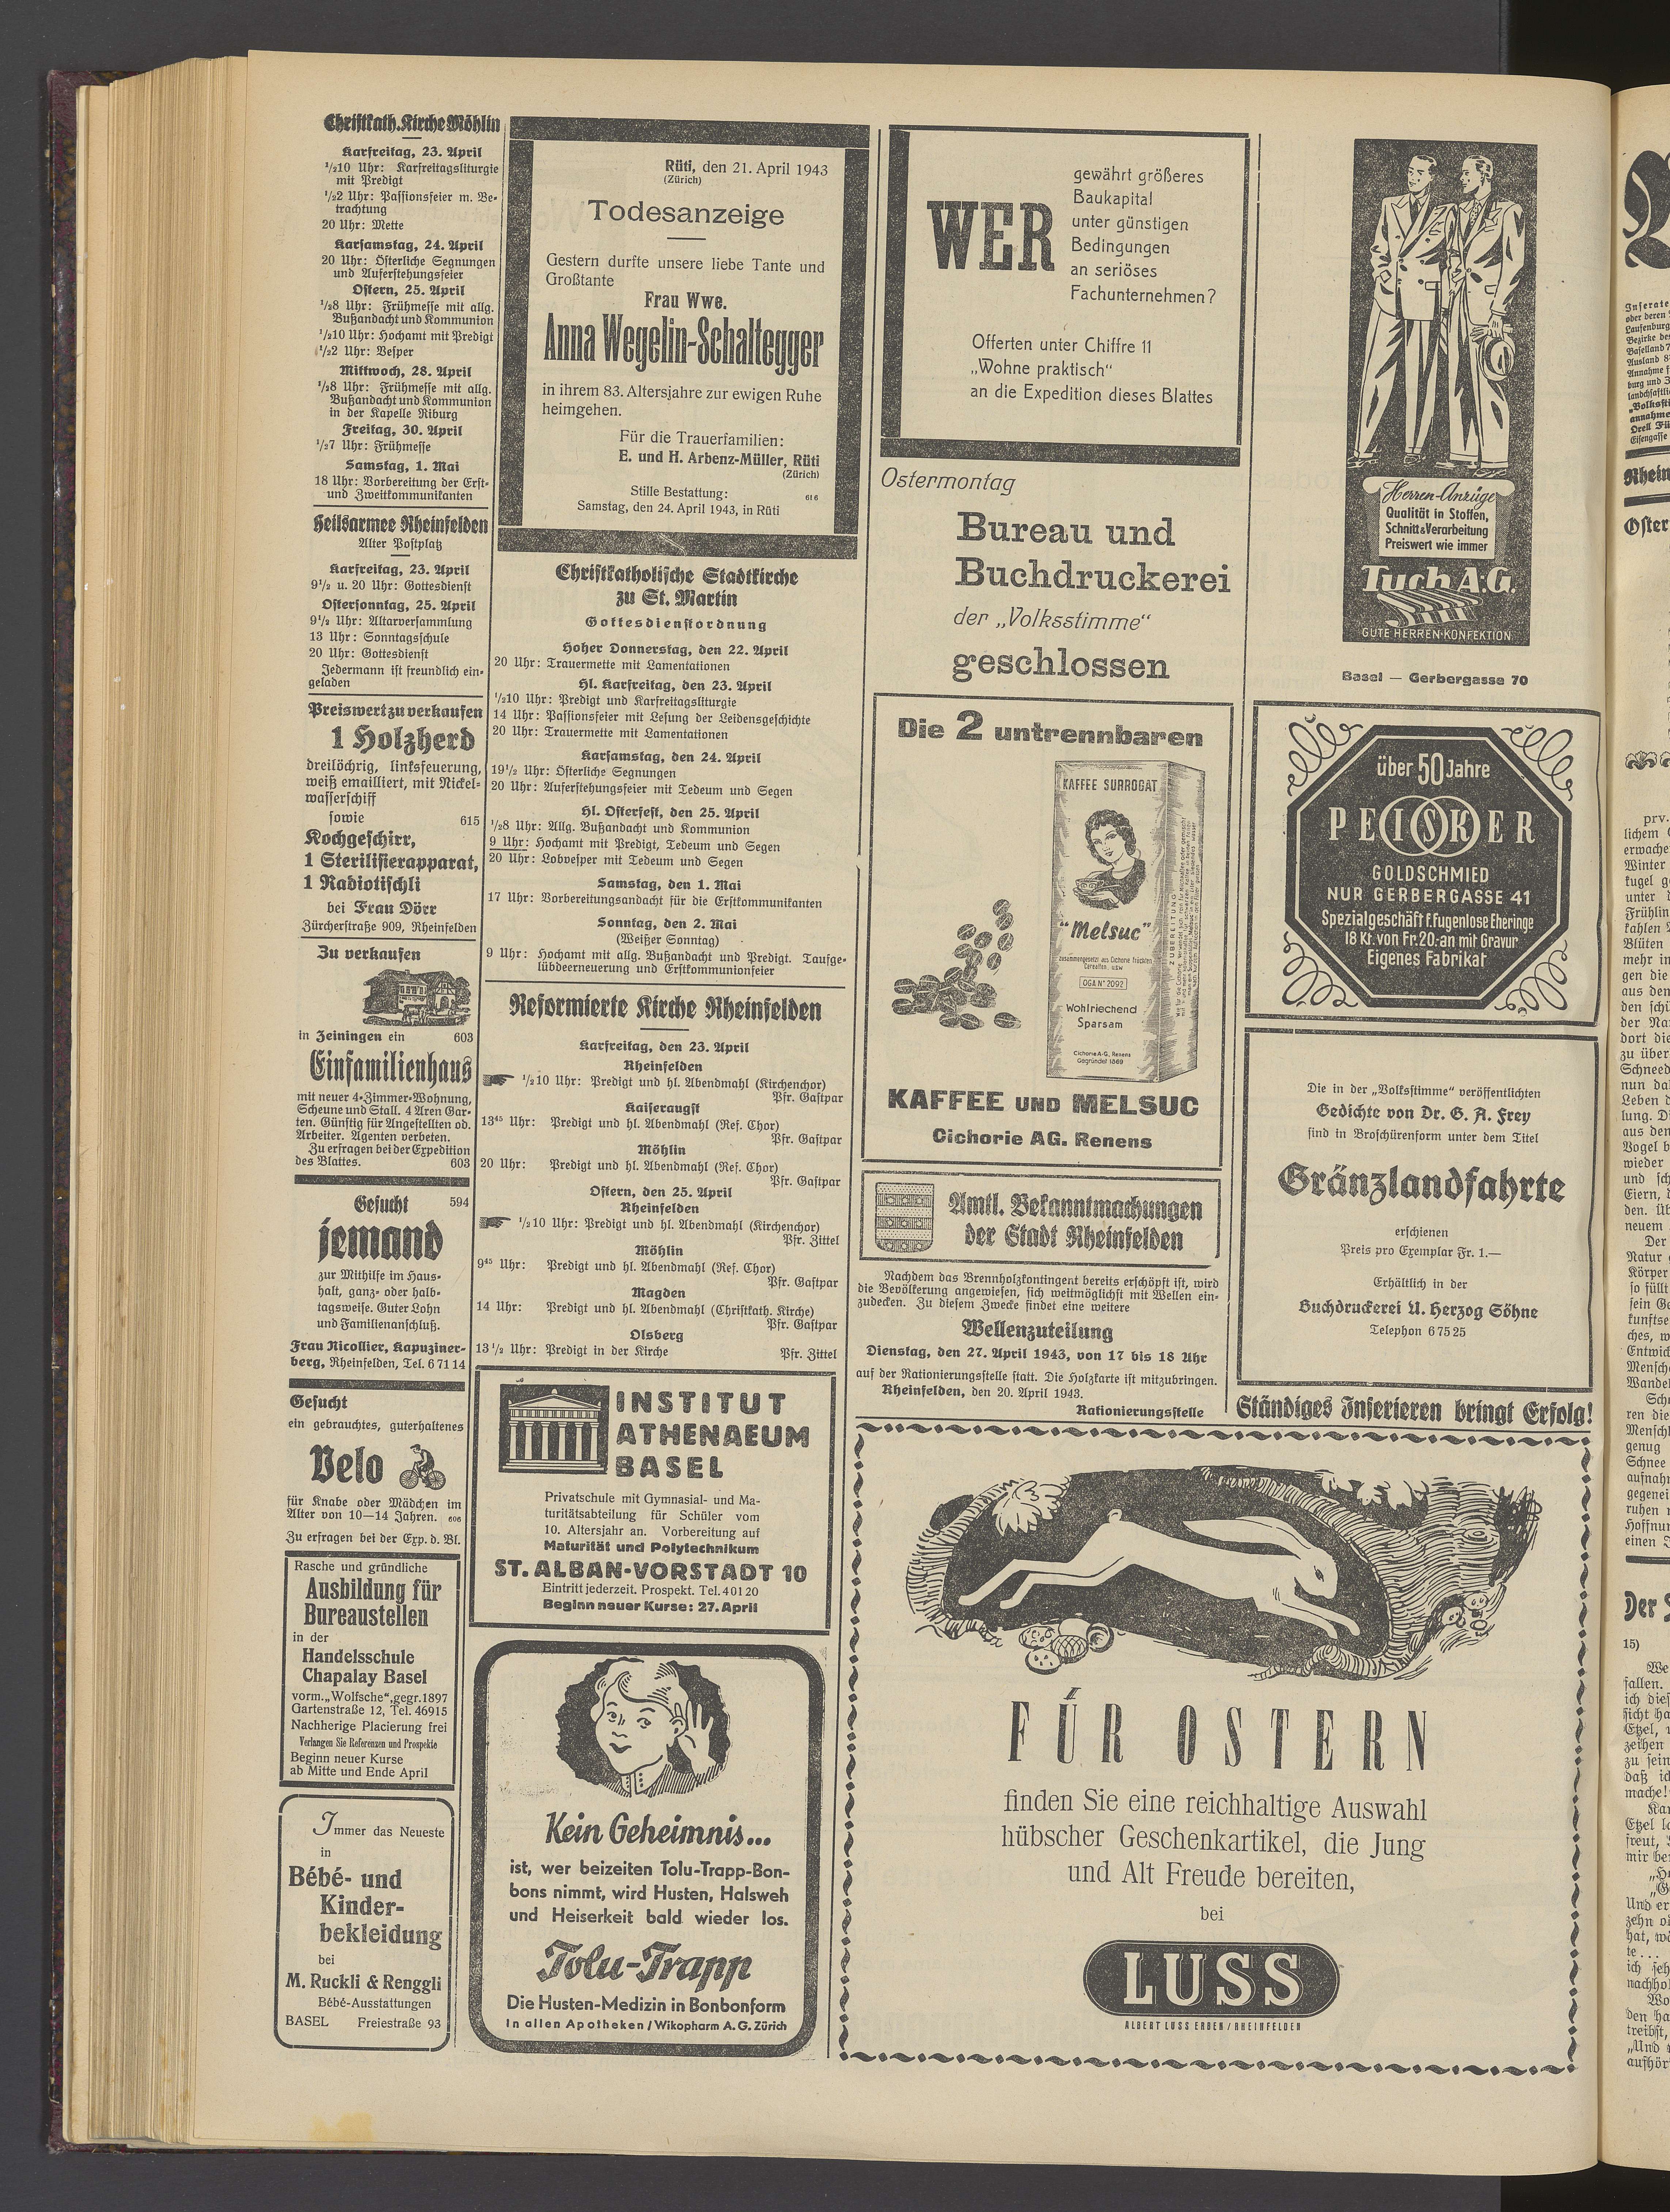 Christkath. Kirche Möhlin
Karfreitag, 23. April
½10 Uhr: Karfreitagsliturgie
mit Predigt
½2 Uhr: Passionsfeier m. Be-
trachtung
20 Uhr: Mette
Karsamstag, 24. April
20 Uhr: Österliche Segnungen
und Auferstehungsfeier
Ostern, 25. April
½8 Uhr: Frühmesse mit allg.
Bußandacht und Kommunion
½10 Uhr: Hochamt mit Predigt
½2 Uhr: Vesper
Mittwoch, 28. April
½8 Uhr: Frühmesse mit allg.
Bußandacht und Kommunion
in der Kapelle Riburg
Freitag, 30. April
½7 Uhr: Frühmesse
Samstag, 1. Mai
18 Uhr: Vorbereitung der Erst-
und Zweitkommunikanten
Heilsarmee Rheinfelden
Alter Postplatz
Karfreitag, 23. April
9½ u. 20 Uhr: Gottesdienst
Ostersonntag, 25. April
9½ Uhr: Altarversammlung
13 Uhr: Sonntagsschule
20 Uhr: Gottesdienst
Jedermann ist freundlich ein-
geladen
Preiswert zu verkaufen
1 Holzherd
dreilöchrig, linksfeuerung,
weiß emailliert, mit Nickel-
wasserschiff
sowie 615
Kochgeschirr,
1 Sterilisierapparat,
1 Radiotischli
bei Frau Dörr
Zürcherstraße 909, Rheinfelden
Zu verkaufen
in Zeiningen ein 603
Einfamilienhaus
mit neuer 4-Zimmer-Wohnung,
Scheune und Stall. 4 Aren Gar-
ten. Günstig für Angestellten od.
Arbeiter. Agenten verbeten.
Zu erfragen bei der Expedition
des Blattes. 603
Gesucht 594
jemand
zur Mithilfe im Haus-
halt, ganz- oder halb-
tagsweise. Guter Lohn
und Familienanschluß.
Frau Nicollier, Kapuziner-
berg, Rheinfelden, Tel. 6 71 14
Gesucht
ein gebrauchtes, guterhaltenes
Velo
für Knabe oder Mädchen im
Alter von 10—14 Jahren. 606
Zu erfragen bei der Exp. d. Bl.
Rasche und gründliche
Ausbildung für
Bureaustellen
in der
Handelsschule
Chapalay Basel
vorm. „Wolfsche“, gegr. 1897
Gartenstraße 12, Tel. 46915
Nachherige Placierung frei
Verlangen Sie Referenzen und Prospekte
Beginn neuer Kurse
ab Mitte und Ende April
Immer das Neueste
in
Bébé- und
Kinder-
bekleidung
bei
M. Ruckli & Renggli
Bébé-Ausstattungen
BASEL Freiestraße 93
Rüti, den 21. April 1943
(Zürich)
Todesanzeige
Gestern durfte unsere liebe Tante und
Großtante
Frau Wwe.
Anna Wegelin-Schaltegger
in ihrem 83. Altersjahre zur ewigen Ruhe
heimgehen.
Für die Trauerfamilien:
E. und H. Arbenz-Müller, Rüti
(Zürich)
Stille Bestattung: 616
Samstag, den 24. April 1943, in Rüti
Christkatholische Stadtkirche
zu St. Martin
Gottesdienstordnung
Hoher Donnerstag, den 22. April
20 Uhr: Trauermette mit Lamentationen
Hl. Karfreitag, den 23. April
½10 Uhr: Predigt und Karfreitagsliturgie
14 Uhr: Passionsfeier mit Lesung der Leidensgeschichte
20 Uhr: Trauermette mit Lamentationen
Karsamstag, den 24. April
19½ Uhr: Österliche Segnungen
20 Uhr: Auferstehungsfeier mit Tedeum und Segen
Hl. Osterfest, den 25. April
½8 Uhr: Allg. Bußandacht und Kommunion
9 Uhr: Hochamt mit Predigt, Tedeum und Segen
20 Uhr: Lobvesper mit Tedeum und Segen
Samstag, den 1. Mai
17 Uhr: Vorbereitungsandacht für die Erstkommunikanten
Sonntag, den 2. Mai
(Weißer Sonntag)
9 Uhr: Hochamt mit allg. Bußandacht und Predigt. Taufge-
lübdeerneuerung und Erstkommunionfeier
Reformierte Kirche Rheinfelden
Karfreitag, den 23. April
Rheinfelden
½10 Uhr: Predigt und hl. Abendmahl (Kirchenchor)
Pfr. Gastpar
Kaiseraugst
13⁴⁵ Uhr: Predigt und hl. Abendmahl (Ref. Chor)
Pfr. Gastpar
Möhlin
20 Uhr: Predigt und hl. Abendmahl (Ref. Chor)
Pfr. Gastpar
Ostern, den 25. April
Rheinfelden
½10 Uhr: Predigt und hl. Abendmahl (Kirchenchor)
Pfr. Zittel
Möhlin
9⁴⁵ Uhr: Predigt und hl. Abendmahl (Ref. Chor)
Pfr. Gastpar
Magden
14 Uhr: Predigt und hl. Abendmahl (Christkath. Kirche)
Pfr. Gastpar
Olsberg
13½ Uhr: Predigt in der Kirche Pfr. Zittel
INSTITUT
ATHENAEUM
BASEL
Privatschule mit Gymnasial- und Ma-
turitätsabteilung für Schüler vom
10. Altersjahr an. Vorbereitung auf
Maturität und Polytechnikum
ST. ALBAN-VORSTADT 10
Eintritt jederzeit. Prospekt. Tel. 4 01 20
Beginn neuer Kurse: 27. April
Kein Geheimnis...
ist, wer beizeiten Tolu-Trapp-Bon-
bons nimmt, wird Husten, Halsweh
und Heiserkeit bald wieder los.
Tolu-Trapp
Die Husten-Medizin in Bonbonform
In allen Apotheken / Wikopharm A.G. Zürich
WER
gewährt größeres
Baukapital
unter günstigen
Bedingungen
an seriöses
Fachunternehmen?
Offerten unter Chiffre 11
„Wohne praktisch“
an die Expedition dieses Blattes
Ostermontag
Bureau und
Buchdruckerei
der „Volksstimme“
geschlossen
Die 2 untrennbaren
KAFFEE SURROGAT
"Melsuc"
OGA Nº 2092
Wohlriechend
Sparsam
Cichorie A-G. Renens
Gegründet 1869
KAFFEE UND MELSUC
Cichorie AG. Renens
Amtl. Bekanntmachungen
der Stadt Rheinfelden
Nachdem das Brennholzkontingent bereits erschöpft ist, wird
die Bevölkerung angewiesen, sich weitmöglichst mit Wellen ein-
zudecken. Zu diesem Zwecke findet eine weitere
Wellenzuteilung
Dienstag, den 27. April 1943, von 17 bis 18 Uhr
auf der Rationierungsstelle statt. Die Holzkarte ist mitzubringen.
Rheinfelden, den 20. April 1943.
Rationierungsstelle
Herren-Anzüge
Qualität in Stoffen,
Schnitt & Verarbeitung
Preiswert wie immer
Tuch A.G.
GUTE HERREN-KONFEKTION
Basel — Gerbergasse 70
über 50 Jahre
PEISKER
GOLDSCHMIED
NUR GERBERGASSE 41
Spezialgeschäft f. Fugenlose Eheringe
18 Kt. von Fr. 20.- an mit Gravur
Eigenes Fabrikat
Die in der „Volksstimme“ veröffentlichten
Gedichte von Dr. G. A. Frey
sind in Broschürenform unter dem Titel
Gränzlandfahrte
erschienen
Preis pro Exemplar Fr. 1.—
Erhältlich in der
Buchdruckerei U. Herzog Söhne
Telephon 6 75 25
Ständiges Inserieren bringt Erfolg!
FÜR OSTERN
finden Sie eine reichhaltige Auswahl
hübscher Geschenkartikel, die Jung
und Alt Freude bereiten,
bei
LUSS
ALBERT LUSS ERBEN / RHEINFELDEN